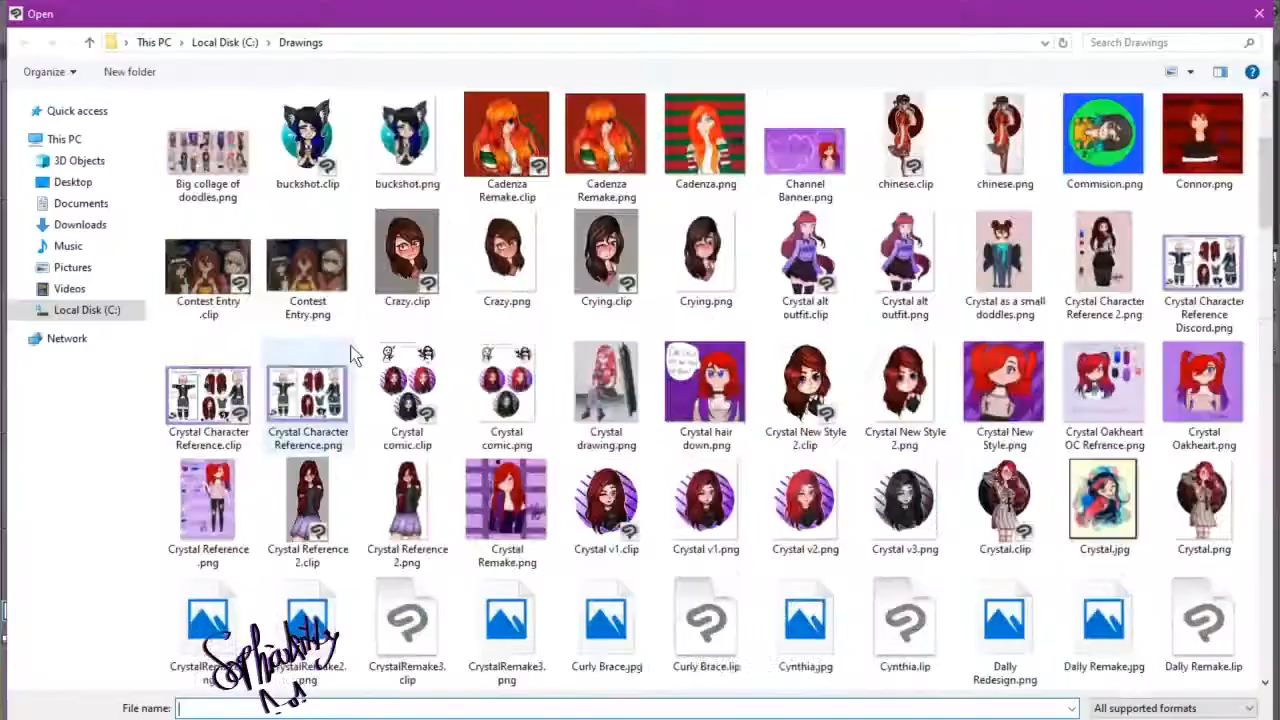 Open
This PC > Local Disk (C:) > Drawings
Search Drawings
Organize
New folder
Quick access
This PC
3D Objects
Desktop
Documents
Downloads
Music
Pictures
Videos
Local Disk (C:)
Network
Big collage of doodles.png
buckshot.clip
buckshot.png
Cadenza Remake.clip
Cadenza Remake.png
Cadenza.png
Channel Banner.png
chinese.clip
chinese.png
Commision.png
Connor.png
Contest Entry .clip
Contest Entry.png
Crazy.clip
Crazy.png
Crying.clip
Crying.png
Crystal alt outfit.clip
Crystal alt outfit.png
Crystal as a small doddles.png
Crystal Character Reference 2.png
Crystal Character Reference Discord.png
Crystal Character Reference.clip
Crystal Character Reference.png
Crystal comic.clip
Crystal comic.png
Crystal drawing.png
Crystal hair down.png
Crystal New Style 2.clip
Crystal New Style 2.png
Crystal New Style.png
Crystal Oakheart OC Refrence.png
Crystal Oakheart.png
Crystal Reference .png
Crystal Reference 2.clip
Crystal Reference 2.png
Crystal Remake.png
Crystal v1.clip
Crystal v1.png
Crystal v2.png
Crystal v3.png
Crystal.clip
Crystal.jpg
Crystal.png
CrystalRemake3.clip
CrystalRemake3.png
Curly Brace.jpg
Curly Brace.lip
Cynthia.jpg
Cynthia.lip
Dally Redesign.png
Dally Remake.jpg
Dally Remake.lip
File name:
All supported formats